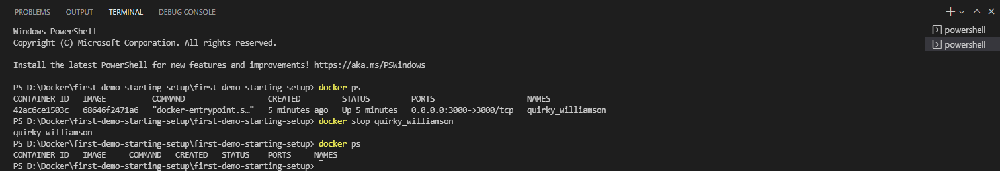 PROBLEMS OUTPUT TERMINAL DEBUG CONSOLE
Windows PowerShell
Copyright (C) Microsoft Corporation. All rights reserved.
Install the latest PowerShell for new features and improvements! https://aka.ms/PSWindows
PS D:\Docker\first-demo-starting-setup\first-demo-starting-setup> docker ps
CONTAINER ID IMAGE COMMAND CREATED STATUS PORTS NAMES
42ac6ce1503c 68646f2471a6 "docker-entrypoint.s…" 5 minutes ago Up 5 minutes 0.0.0.0:3000->3000/tcp quirky_williamson
PS D:\Docker\first-demo-starting-setup\first-demo-starting-setup> docker stop quirky_williamson
quirky_williamson
PS D:\Docker\first-demo-starting-setup\first-demo-starting-setup> docker ps
CONTAINER ID IMAGE COMMAND CREATED STATUS PORTS NAMES
PS D:\Docker\first-demo-starting-setup\first-demo-starting-setup>
powershell
powershell